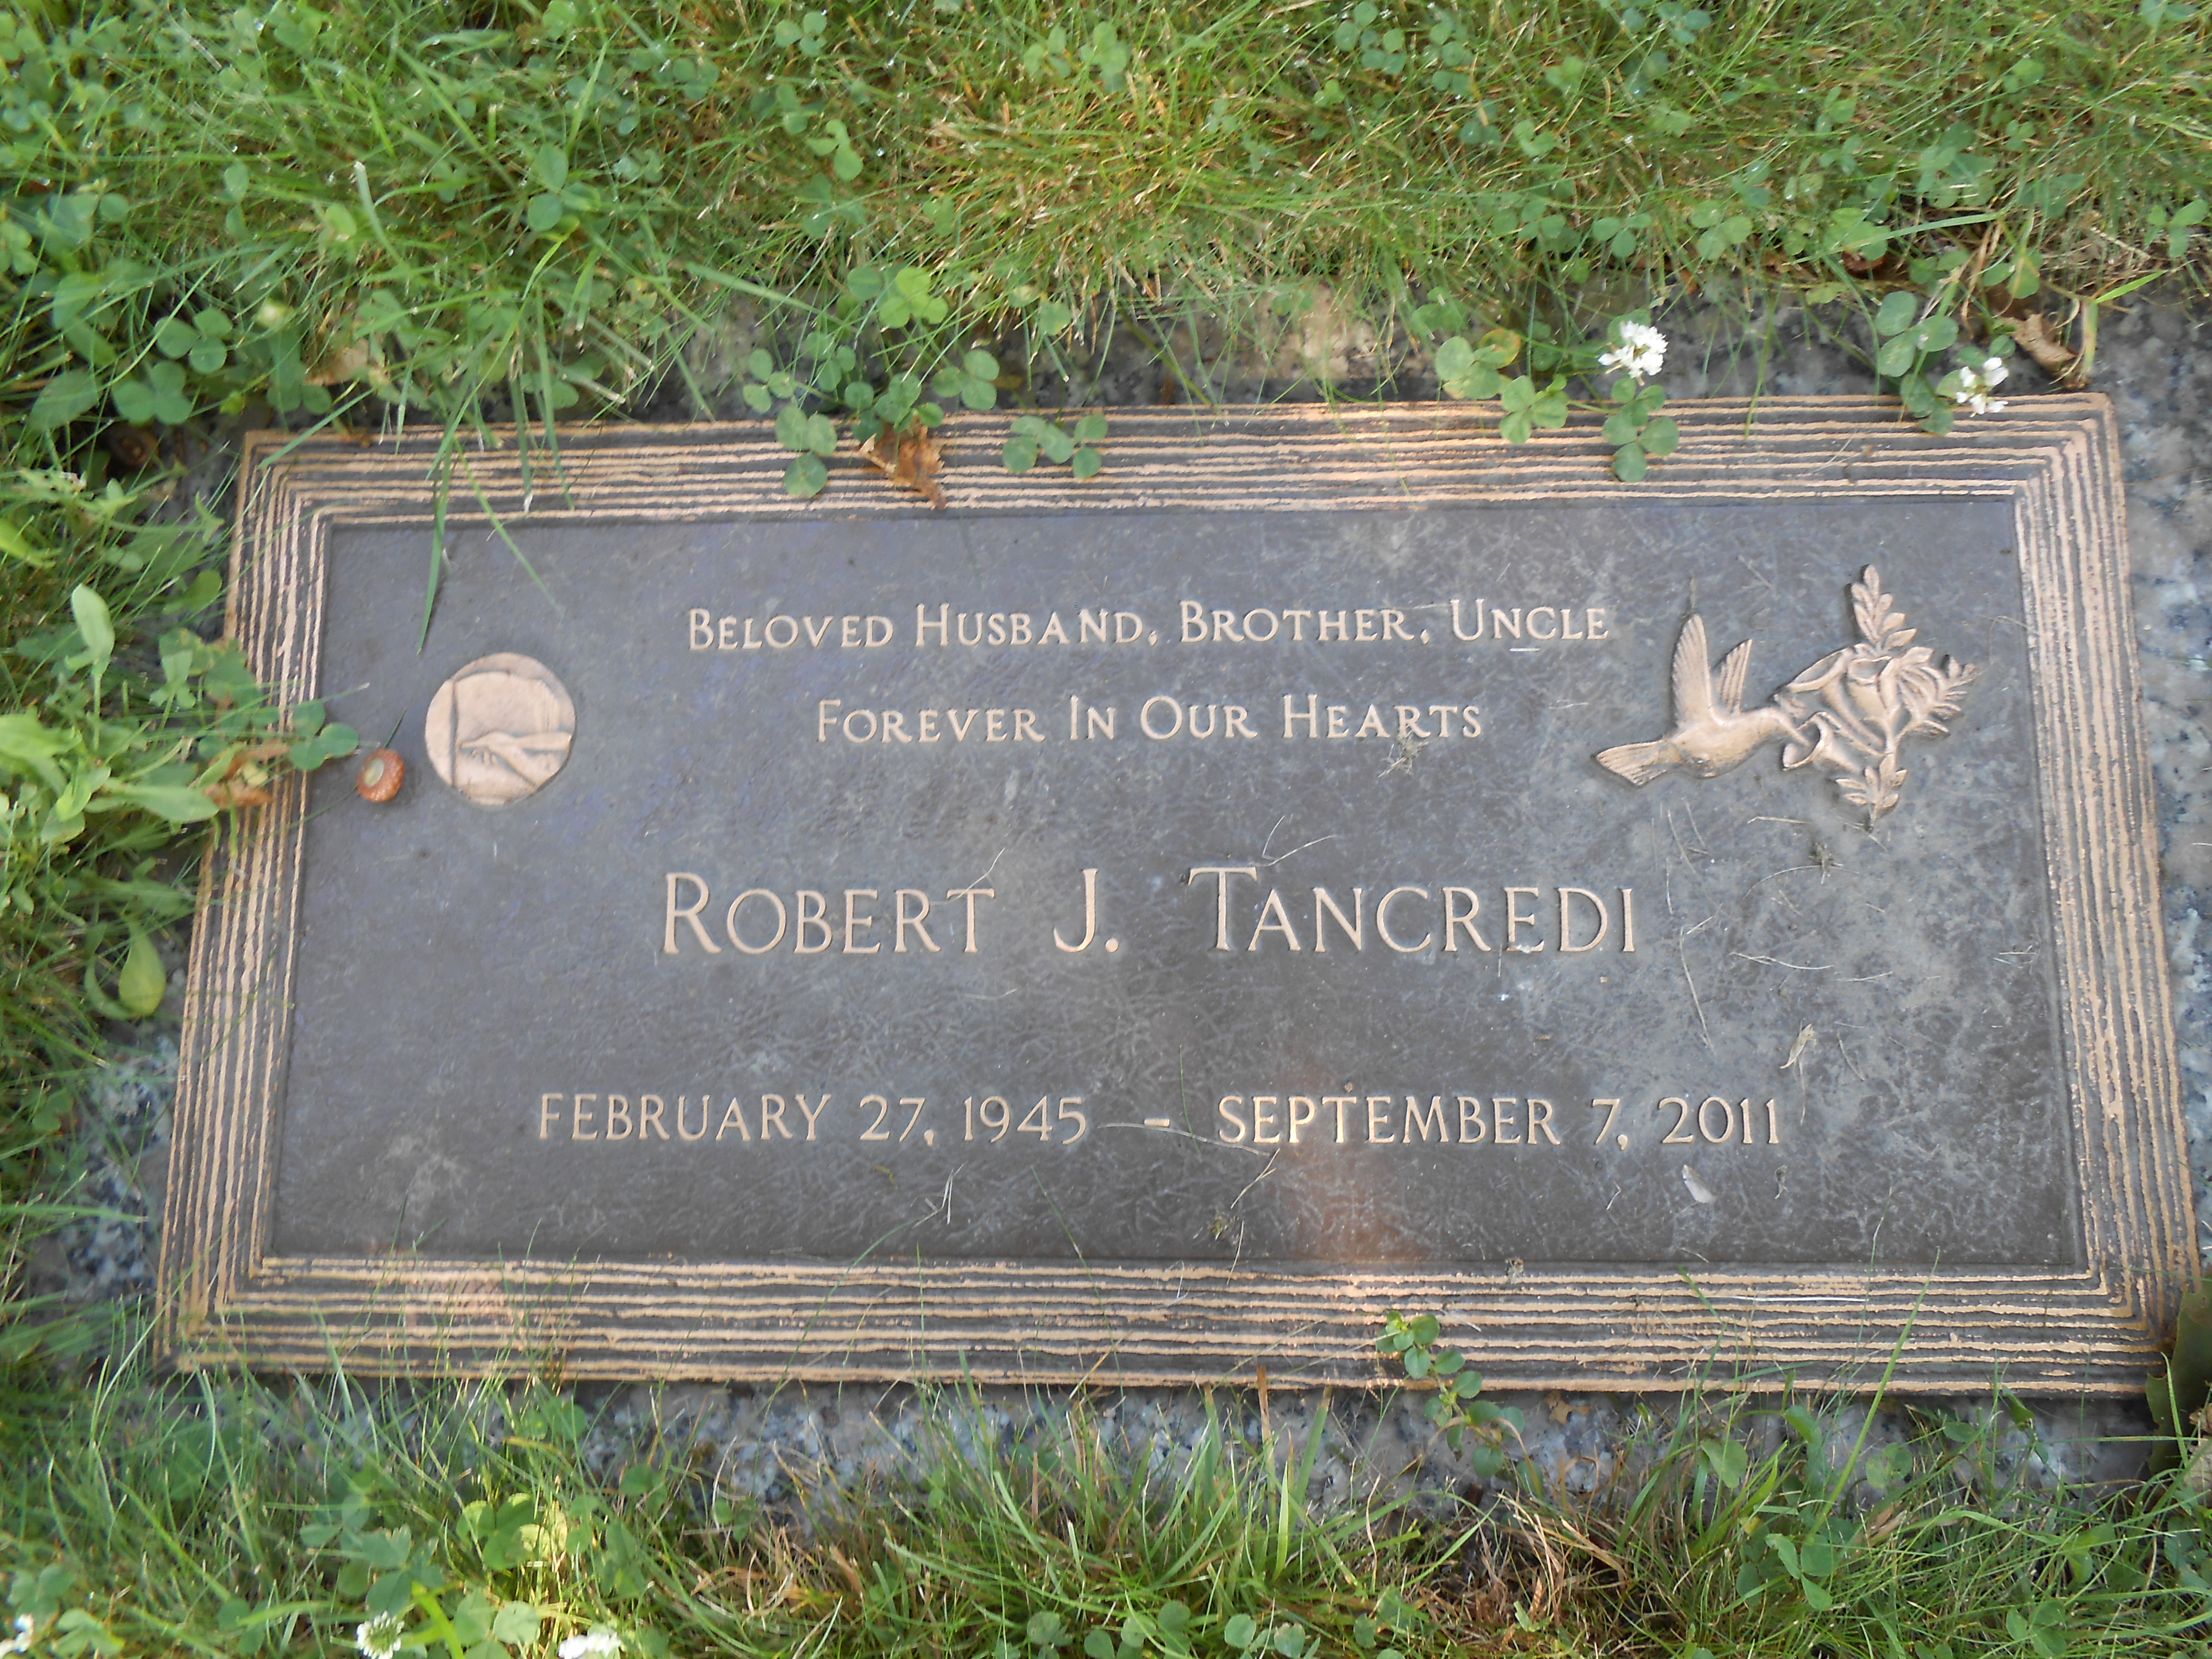 Beloved Husband, Brother, Uncle
Forever In Our Hearts
Robert J. Tancredi
February 27, 1945 - September 7, 2011